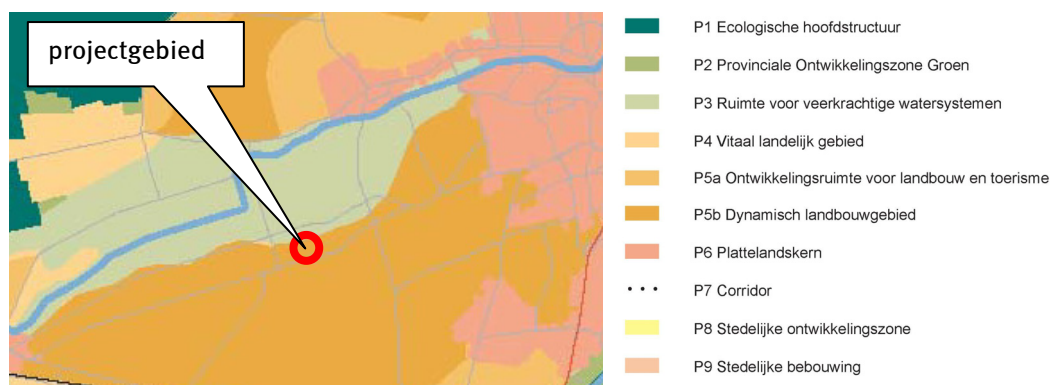 projectgebied
P1 Ecologische hoofdstructuur
P2 Provinciale Ontwikkelingszone Groen
P3 Ruimte voor veerkrachtige watersystemen
P4 Vitaal landelijk gebied
P5a Ontwikkelingsruimte voor landbouw en toerisme
P5b Dynamisch landbouwgebied
P6 Plattelandskern
P7 Corridor
P8 Stedelijke ontwikkelingszone
P9 Stedelijke bebouwing